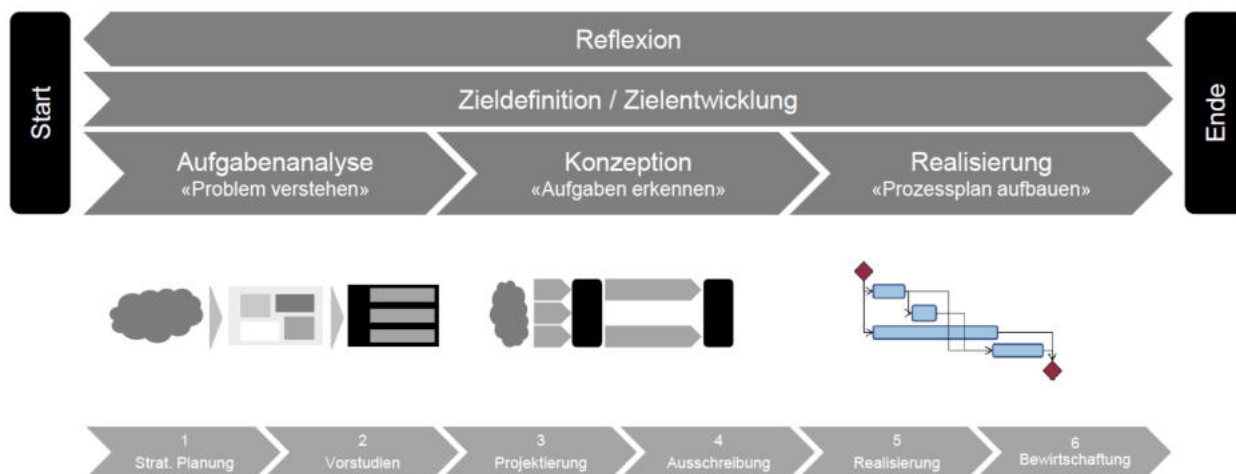 Start
Reflexion
Zieldefinition / Zielentwicklung
Aufgabenanalyse
«Problem verstehen»
Konzeption
«Aufgaben erkennen»
Realisierung
«Prozessplan aufbauen»
Ende
1
Strat. Planung
2
Vorstudien
3
Projektierung
4
Ausschreibung
5
Realisierung
6
Bewirtschaftung